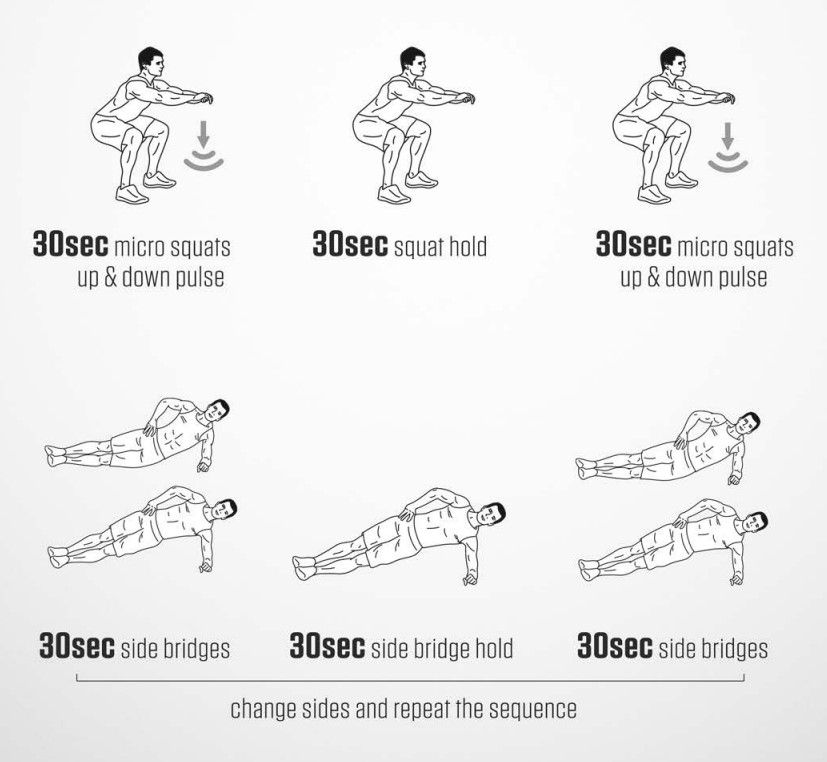 30sec micro squats
up & down pulse
30sec squat hold
30sec micro squats
up & down pulse
30sec side bridges
30sec side bridge hold
30sec side bridges
change sides and repeat the sequence